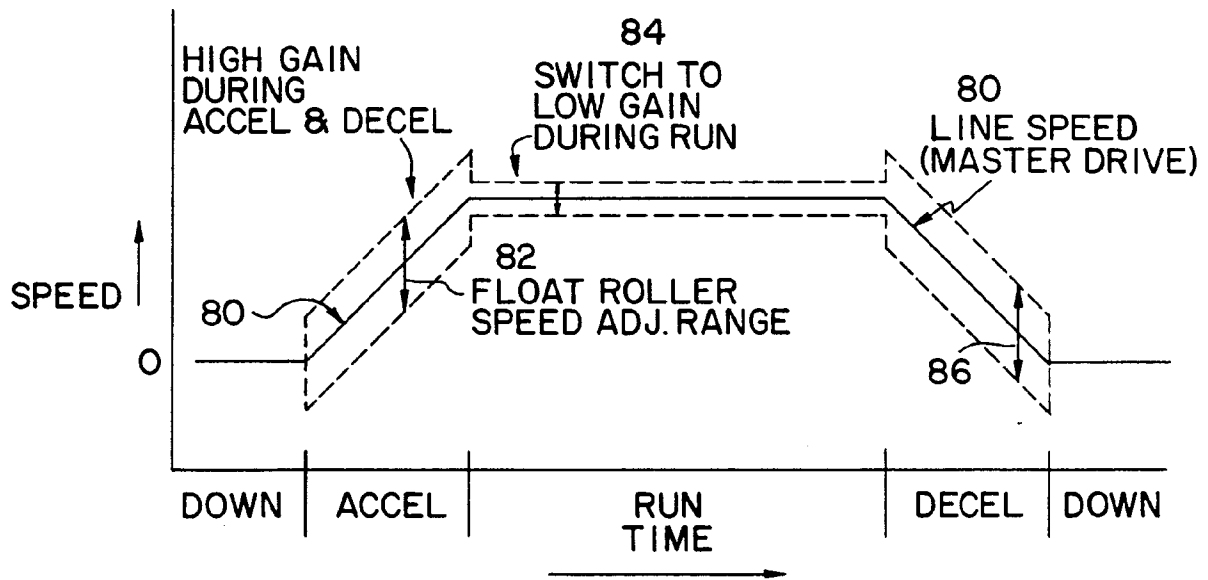 HIGH GAIN
DURING
ACCEL & DECEL
84
SWITCH TO
LOW GAIN
DURING RUN
80
LINE SPEED
(MASTER DRIVE)
SPEED
80
82
FLOAT ROLLER
SPEED ADJ. RANGE
86
0
DOWN
ACCEL
RUN
TIME
DECEL
DOWN